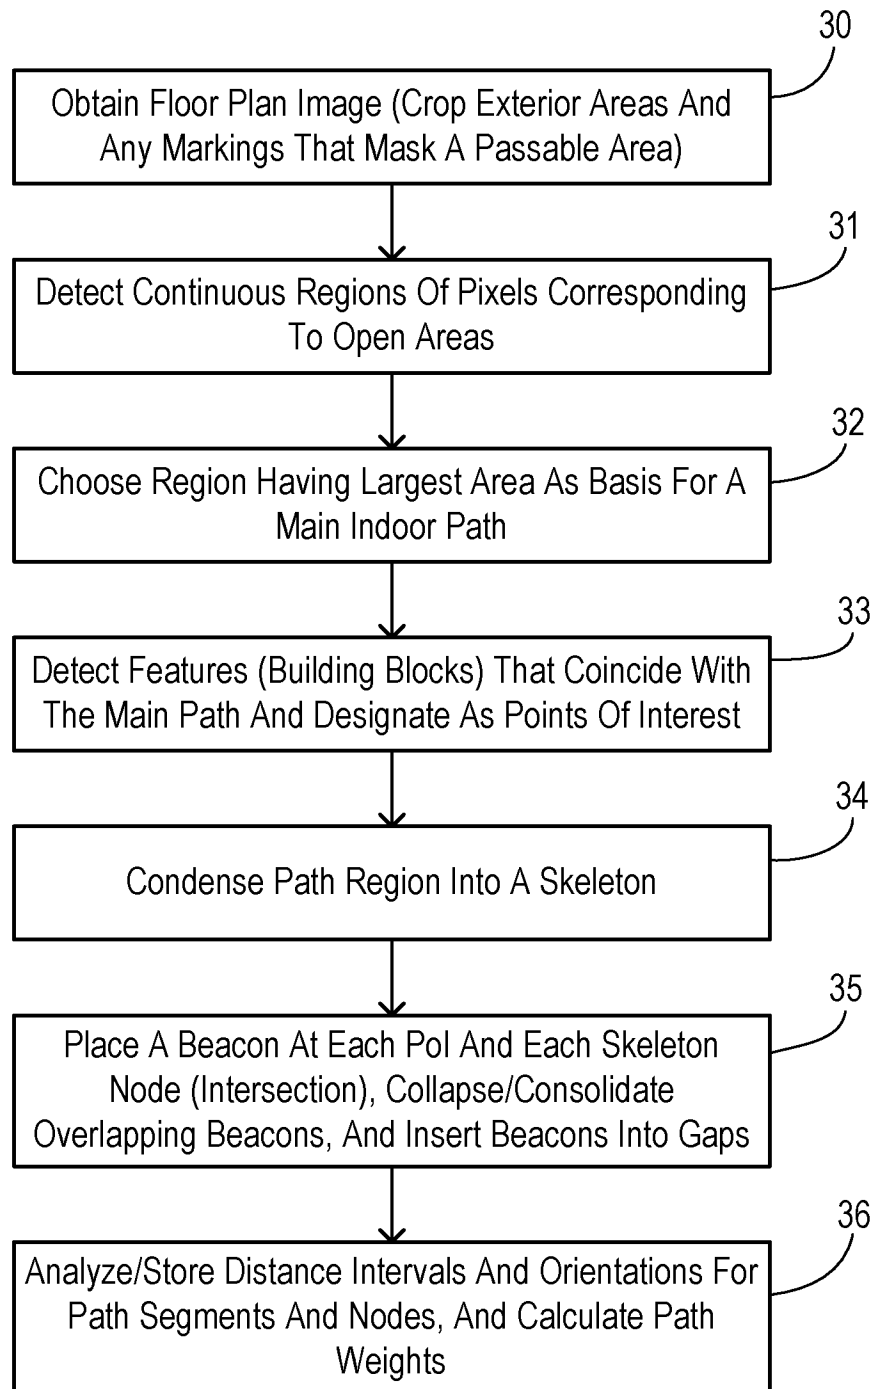 30
Obtain Floor Plan Image (Crop Exterior Areas And
Any Markings That Mask A Passable Area)
31
Detect Continuous Regions Of Pixels Corresponding
To Open Areas
32
Choose Region Having Largest Area As Basis For A
Main Indoor Path
33
Detect Features (Building Blocks) That Coincide With
The Main Path And Designate As Points Of Interest
34
Condense Path Region Into A Skeleton
35
Place A Beacon At Each PoI And Each Skeleton
Node (Intersection), Collapse/Consolidate
Overlapping Beacons, And Insert Beacons Into Gaps
36
Analyze/Store Distance Intervals And Orientations For
Path Segments And Nodes, And Calculate Path
Weights